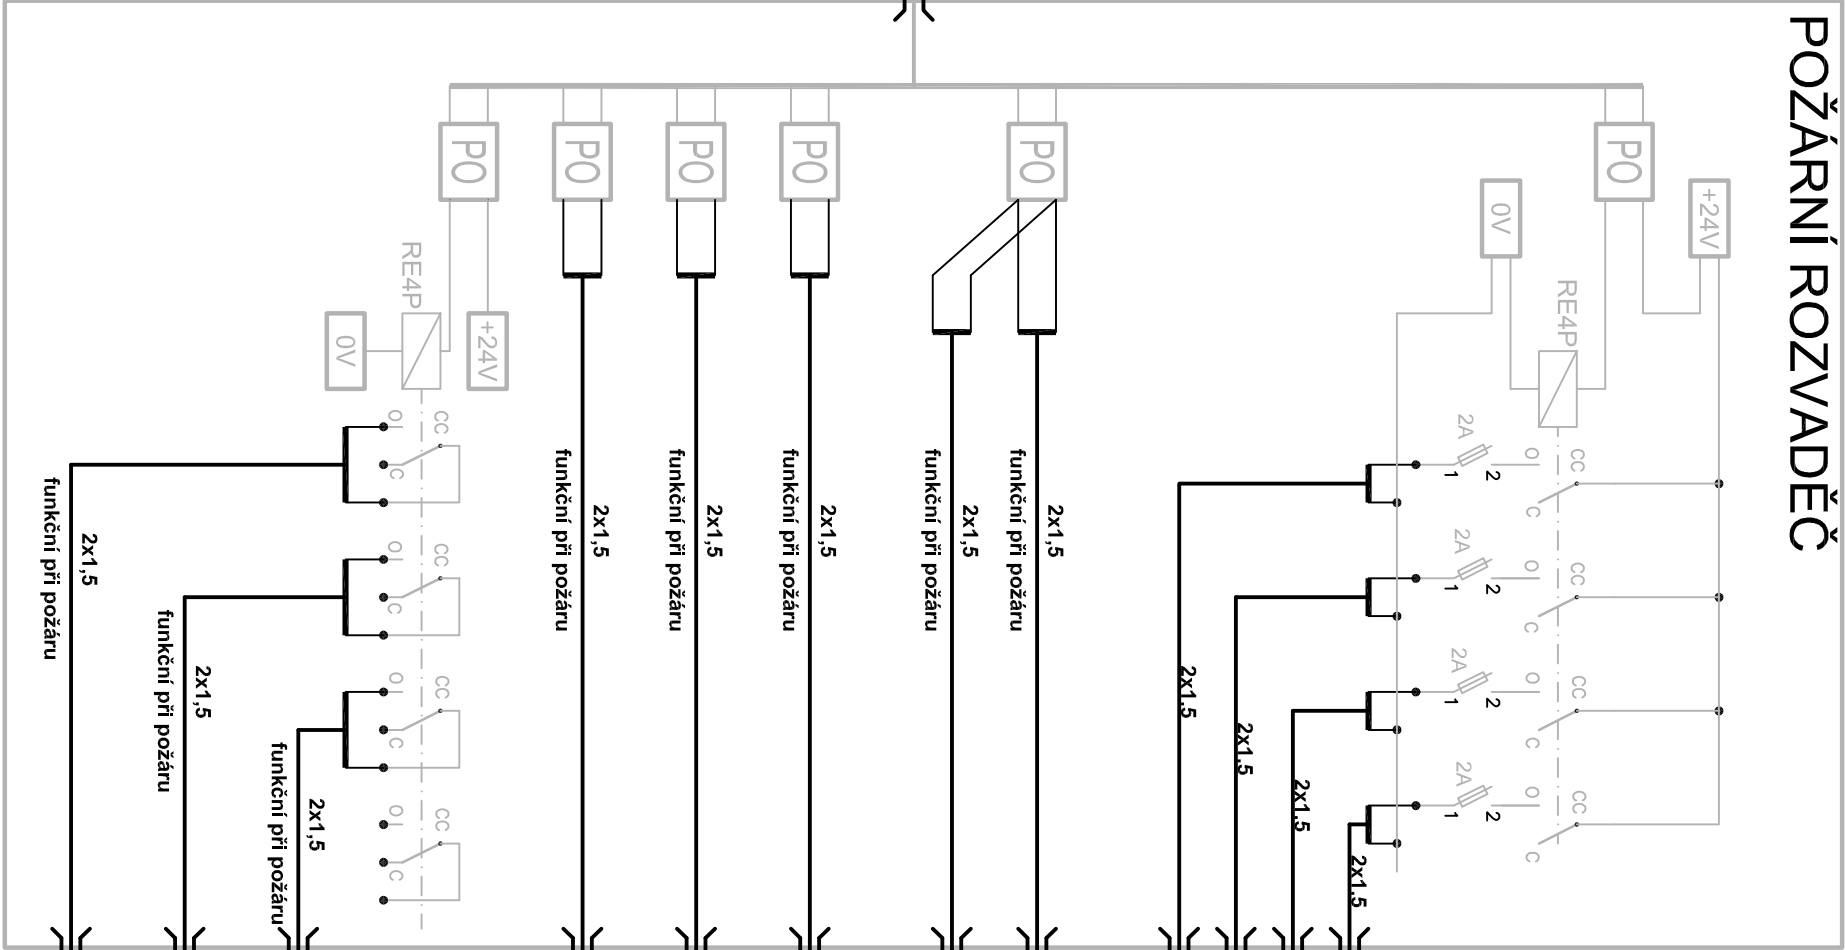 POŽÁRNÍ ROZVADĚČ
PO
PO
PO
PO
PO
PO
+24V
0V
RE4P
RE4P
0V
+24V
CC
O
2A
2
1
C
CC
O
2A
2
1
C
CC
O
2A
2
1
C
CC
O
2A
2
1
C
CC
O
C
CC
O
C
CC
O
C
CC
O
C
2x1,5
2x1,5
2x1,5
2x1,5
2x1,5
funkční při požáru
2x1,5
funkční při požáru
2x1,5
funkční při požáru
2x1,5
funkční při požáru
2x1,5
funkční při požáru
2x1,5
funkční při požáru
2x1,5
funkční při požáru
2x1,5
funkční při požáru